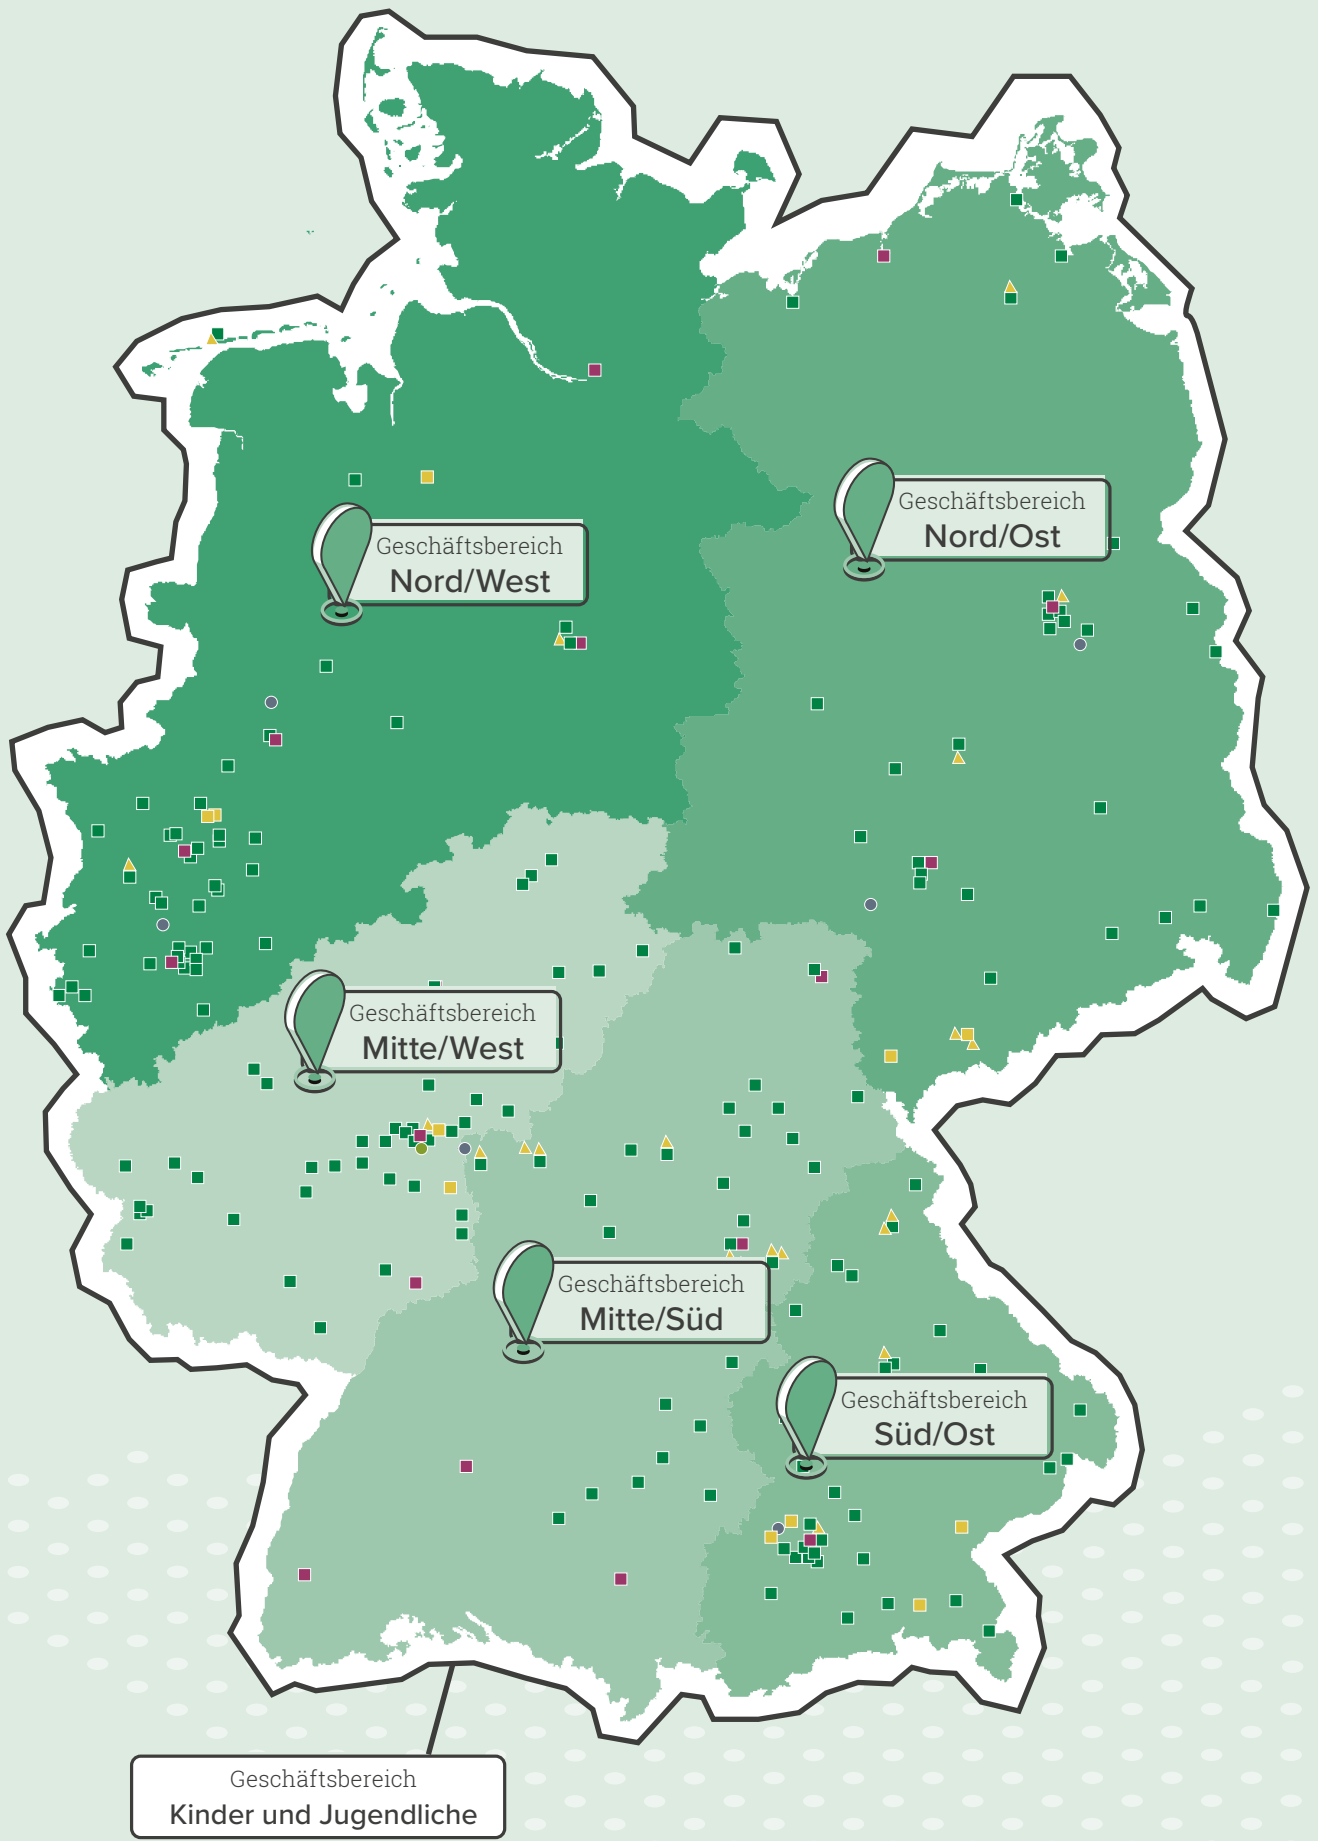 Geschäftsbereich
Nord/Ost
Geschäftsbereich
Nord/West
Geschäftsbereich
Mitte/West
Geschäftsbereich
Mitte/Süd
Geschäftsbereich
Süd/Ost
Geschäftsbereich
Kinder und Jugendliche